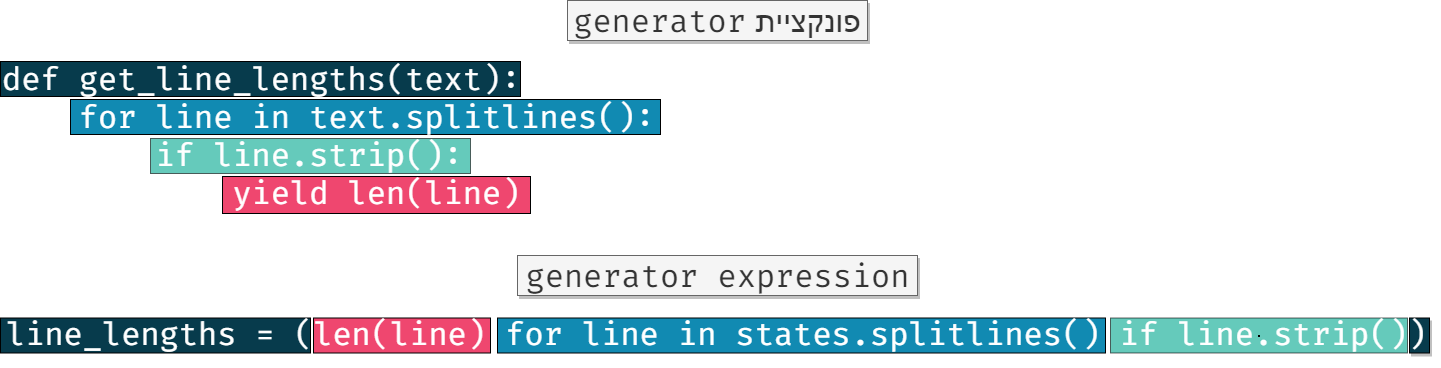 פונקציית generator
def get_line_lengths(text):
for line in text.splitlines():
if line.strip():
yield len(line)
generator expression
line_lengths = (len(line) for line in states.splitlines() if line.strip())